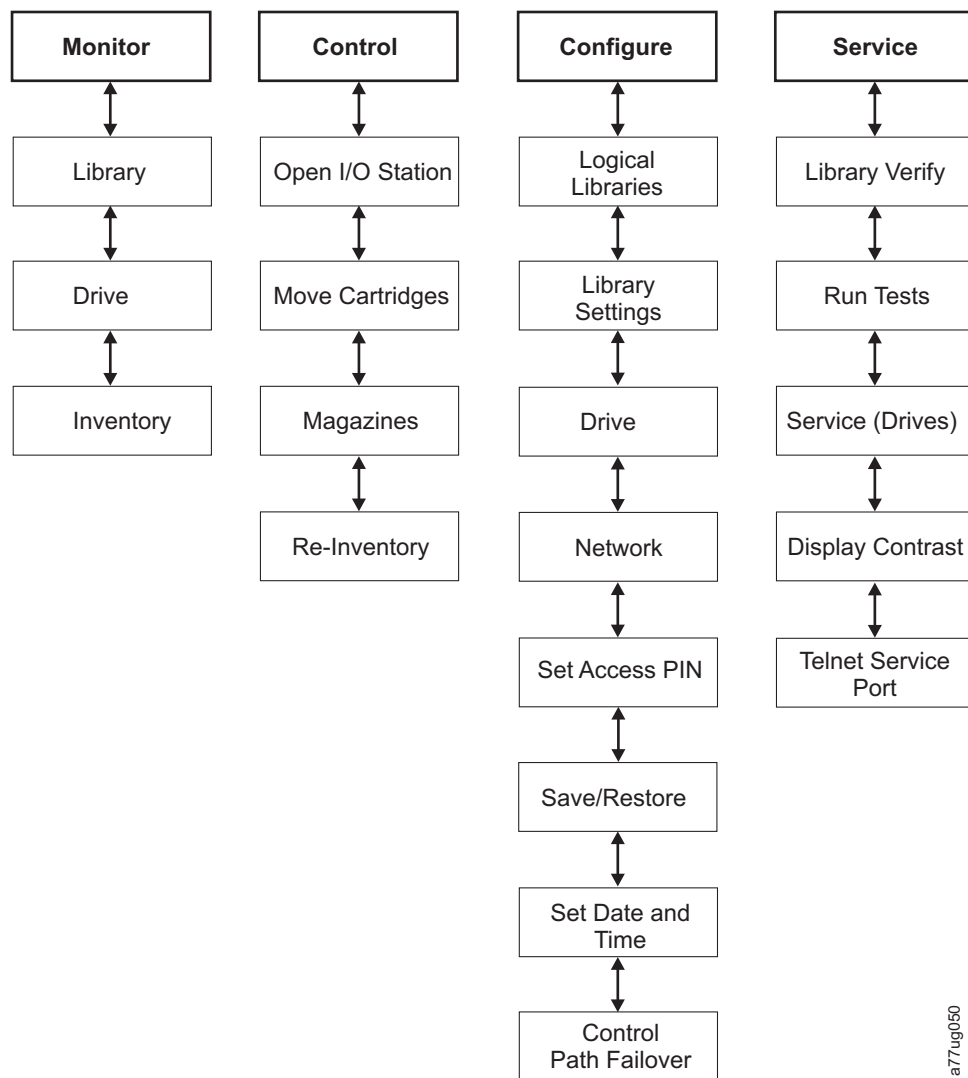 Monitor
Library
Drive
Inventory
Control
Open I/O Station
Move Cartridges
Magazines
Re-Inventory
Configure
Logical
Libraries
Library
Settings
Drive
Network
Set Access PIN
Save/Restore
Set Date and
Time
Control
Path Failover
Service
Library Verify
Run Tests
Service (Drives)
Display Contrast
Telnet Service
Port
a77ug050